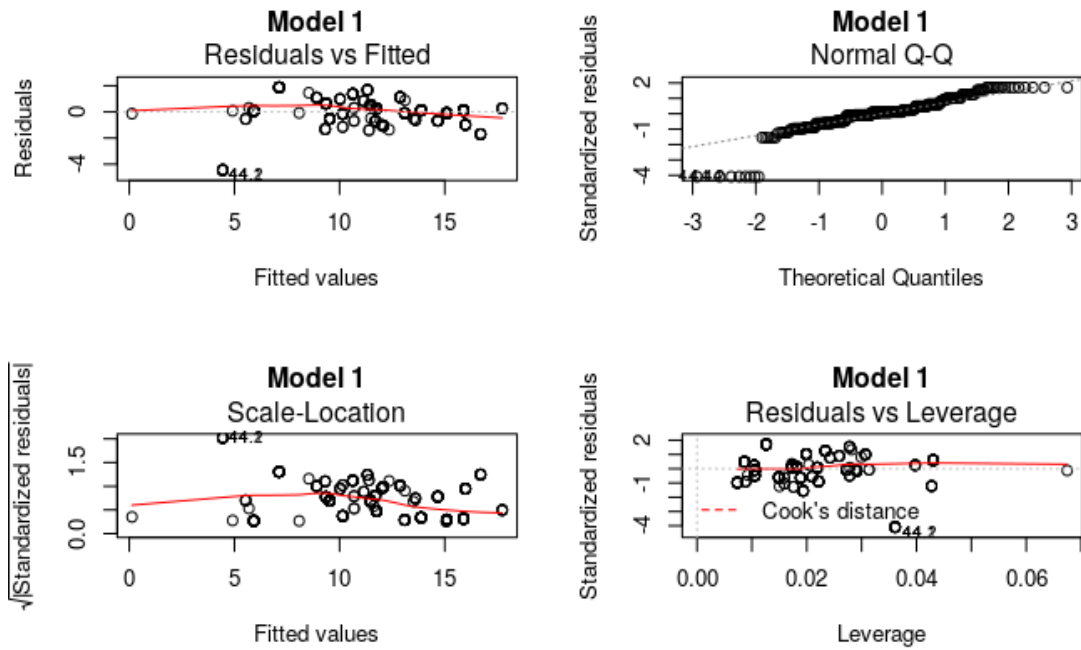 Model 1
Residuals vs Fitted
Residuals
0
-4
44.2
0 5 10 15
Fitted values
Model 1
Normal Q-Q
Standardized residuals
2
-1
-4
-3 -2 -1 0 1 2 3
Theoretical Quantiles
Model 1
Scale-Location
√|Standardized residuals|
1.5
0.0
44.2
0 5 10 15
Fitted values
Model 1
Residuals vs Leverage
Standardized residuals
2
-1
-4
Cook's distance
44.2
0.00 0.02 0.04 0.06
Leverage